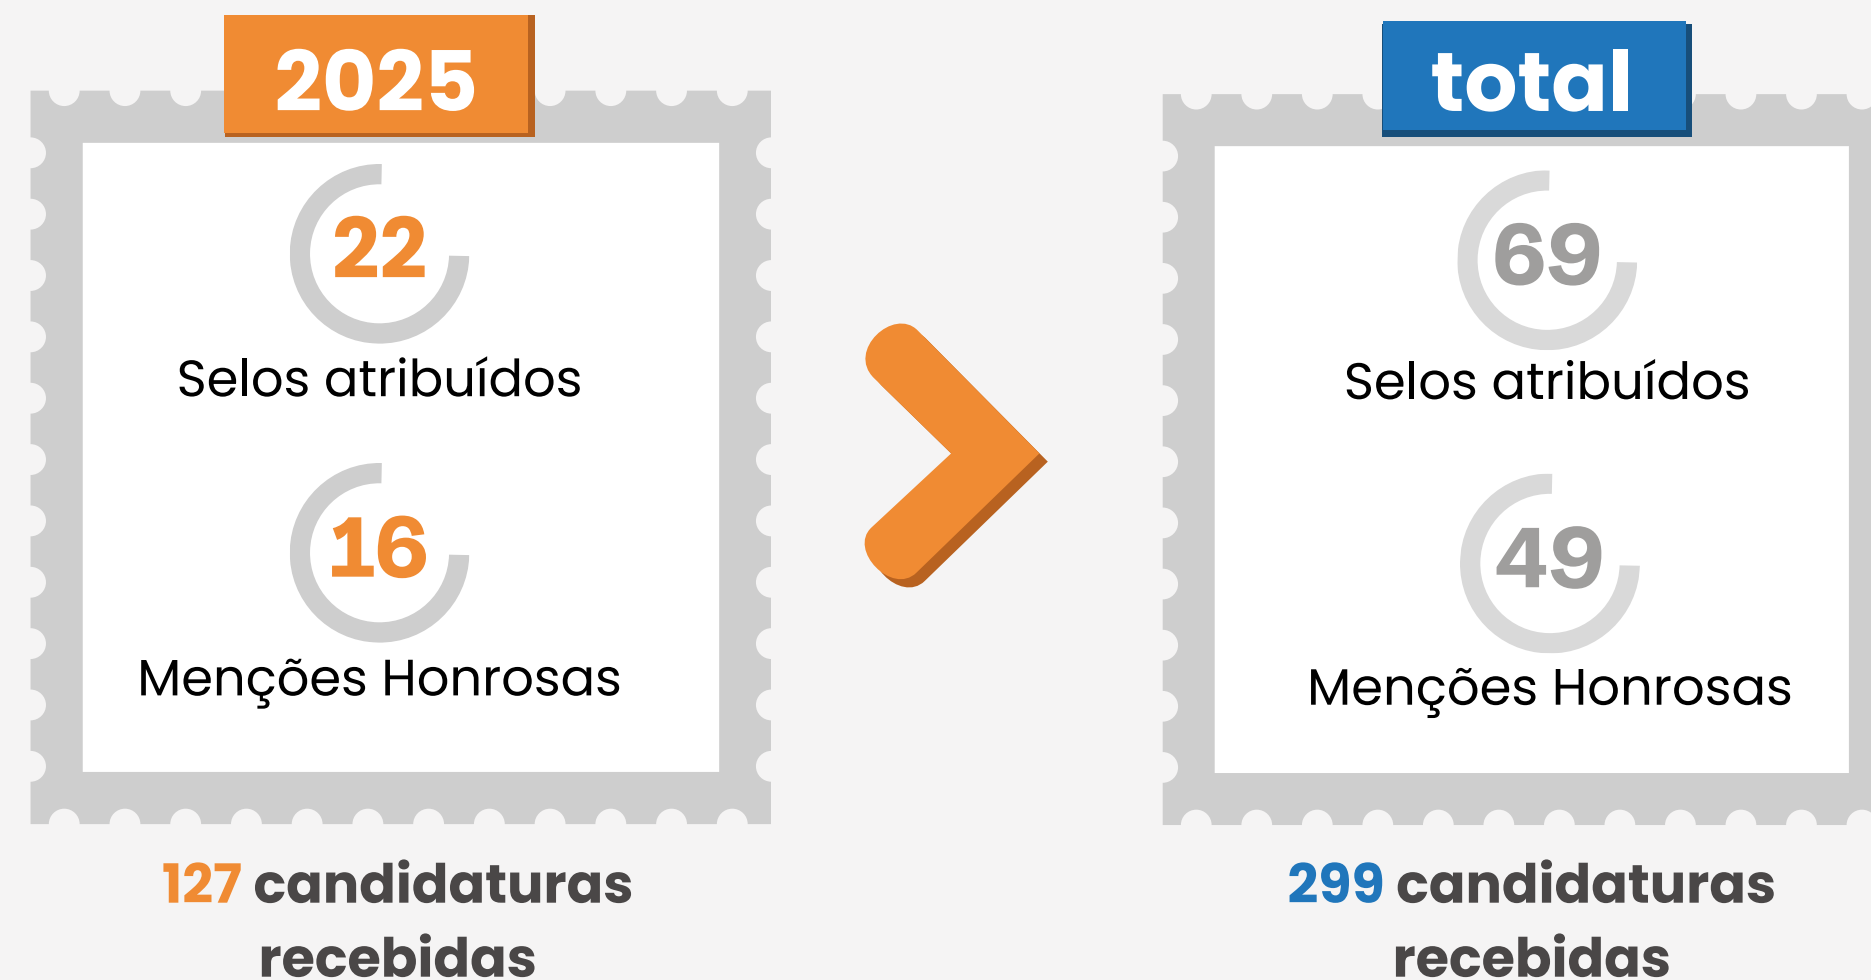 2025
22
Selos atribuídos
16
Menções Honrosas
127 candidaturas
recebidas
total
69
Selos atribuídos
49
Menções Honrosas
299 candidaturas
recebidas